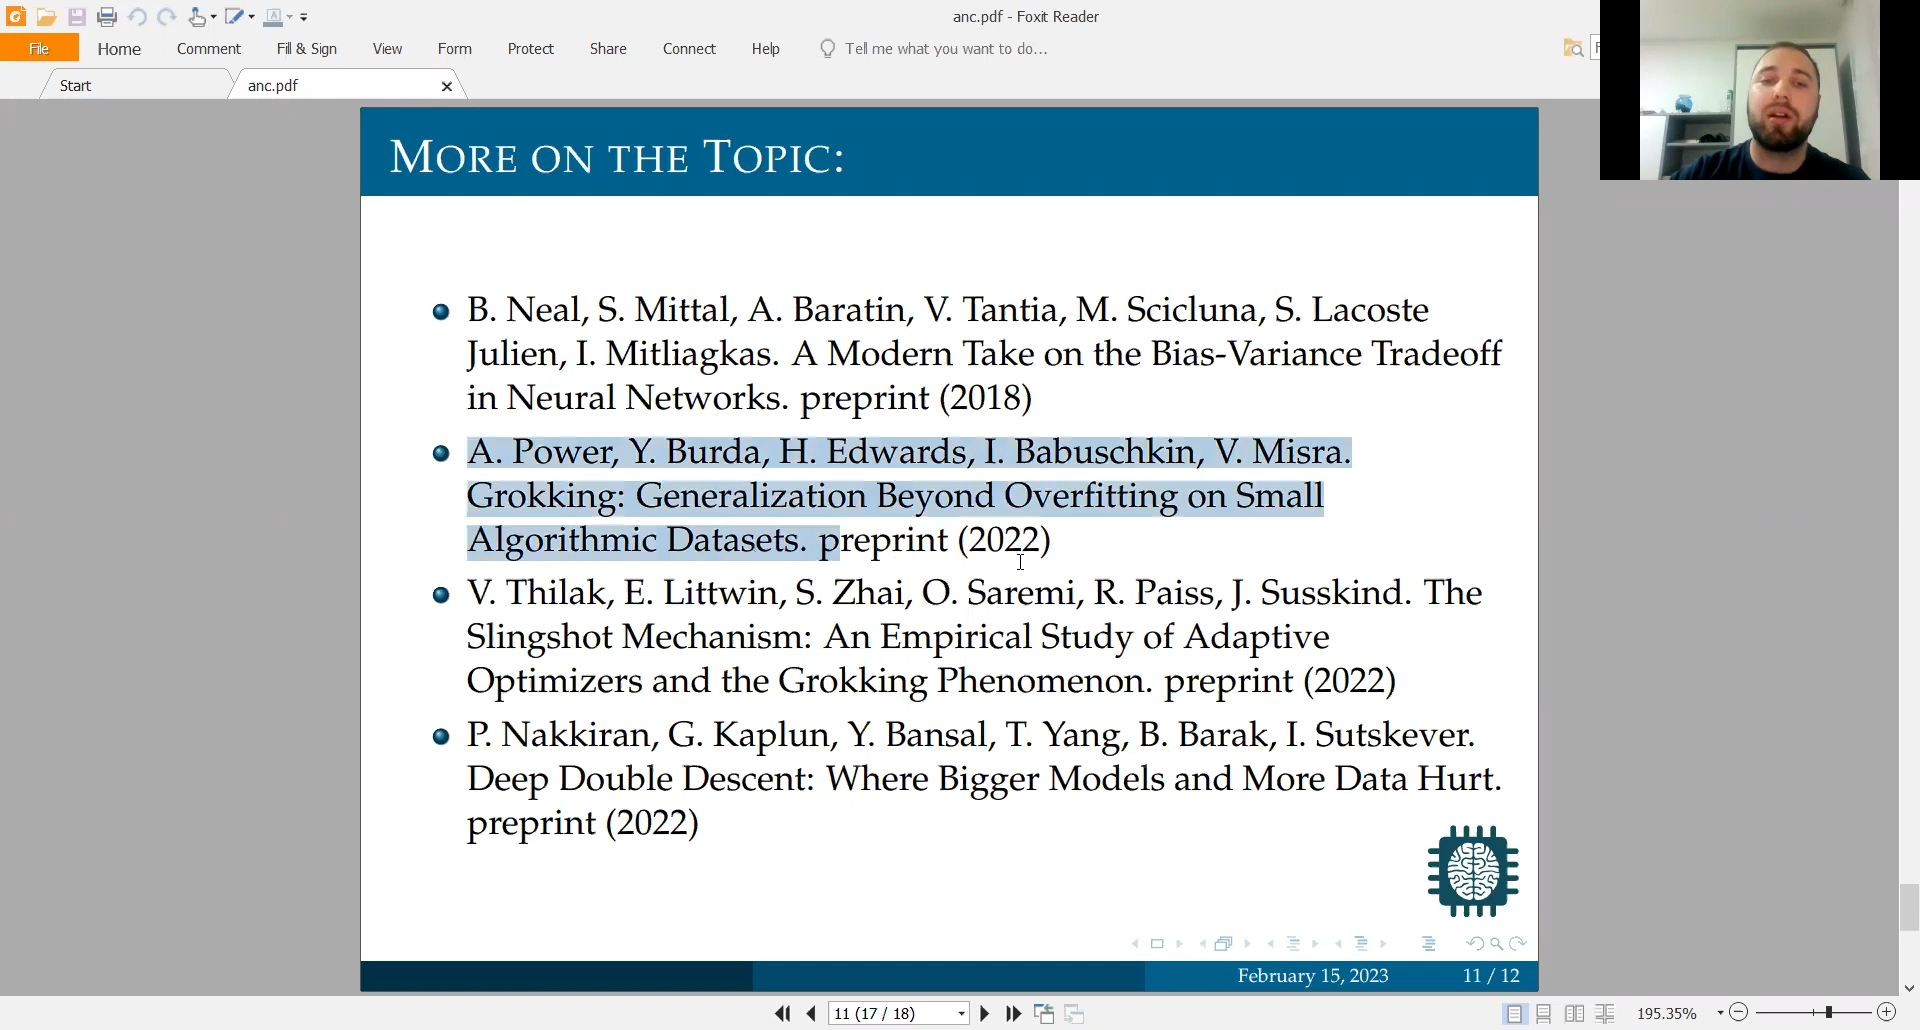 anc.pdf - Foxit Reader
File Home Comment Fill & Sign View Form Protect Share Connect Help Tell me what you want to do...
Start anc.pdf
MORE ON THE TOPIC:
B. Neal, S. Mittal, A. Baratin, V. Tantia, M. Scicluna, S. Lacoste
Julien, I. Mitliagkas. A Modern Take on the Bias-Variance Tradeoff
in Neural Networks. preprint (2018)
A. Power, Y. Burda, H. Edwards, I. Babuschkin, V. Misra.
Grokking: Generalization Beyond Overfitting on Small
Algorithmic Datasets. preprint (2022)
V. Thilak, E. Littwin, S. Zhai, O. Saremi, R. Paiss, J. Susskind. The
Slingshot Mechanism: An Empirical Study of Adaptive
Optimizers and the Grokking Phenomenon. preprint (2022)
P. Nakkiran, G. Kaplun, Y. Bansal, T. Yang, B. Barak, I. Sutskever.
Deep Double Descent: Where Bigger Models and More Data Hurt.
preprint (2022)
February 15, 2023 11 / 12
11 (17 / 18) 195.35%